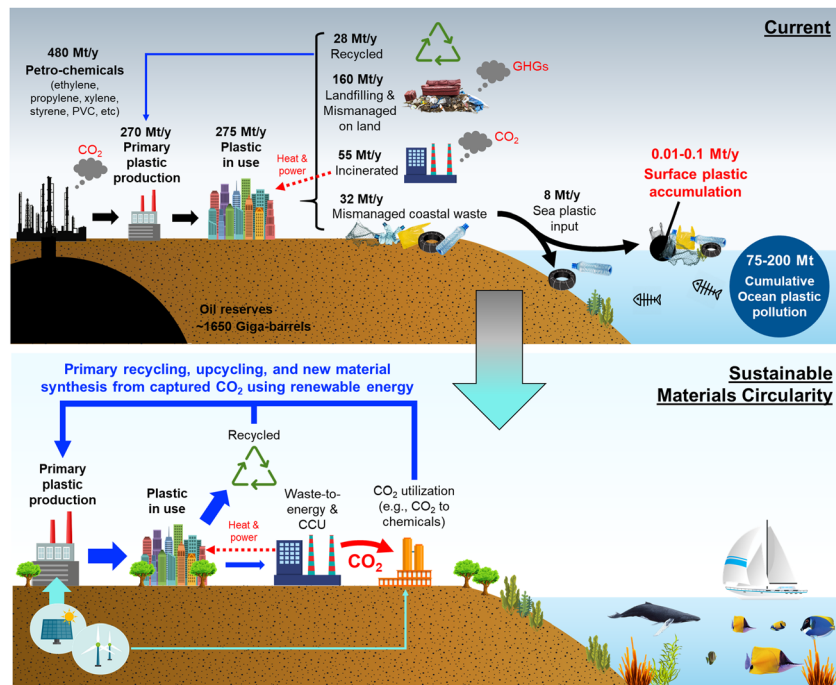 Current
480 Mt/y
Petro-chemicals
(ethylene,
propylene, xylene,
styrene, PVC, etc)
CO₂
270 Mt/y
Primary
plastic
production
275 Mt/y
Plastic
in use
28 Mt/y
Recycled
160 Mt/y
Landfilling &
Mismanaged
on land
GHGs
55 Mt/y
Incinerated
CO₂
Heat &
power
32 Mt/y
Mismanaged coastal waste
8 Mt/y
Sea plastic
input
0.01-0.1 Mt/y
Surface plastic
accumulation
75-200 Mt
Cumulative
Ocean plastic
pollution
Oil reserves
~1650 Giga-barrels
Sustainable
Materials Circularity
Primary recycling, upcycling, and new material
synthesis from captured CO₂ using renewable energy
Primary
plastic
production
Plastic
in use
Recycled
Heat &
power
Waste-to-
energy &
CCU
CO₂
CO₂ utilization
(e.g., CO₂ to
chemicals)